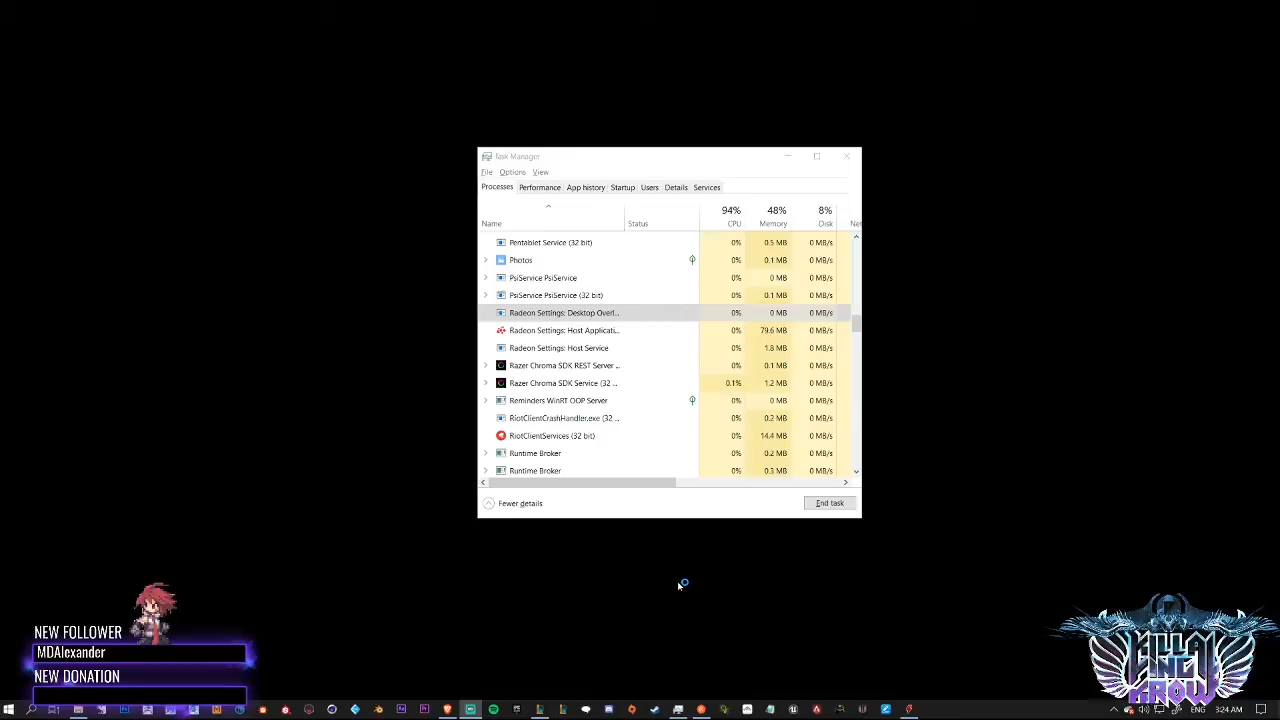 Task Manager
File Options View
Processes Performance App history Startup Users Details Services
94% 48% 8%
Name Status CPU Memory Disk Net
Pentablet Service (32 bit) 0% 0.5 MB 0 MB/s
Photos 0% 0.1 MB 0 MB/s
PsiService PsiService 0% 0 MB 0 MB/s
PsiService PsiService (32 bit) 0% 0.1 MB 0 MB/s
Radeon Settings: Desktop Overl... 0% 0 MB 0 MB/s
Radeon Settings: Host Applicati... 0% 79.6 MB 0 MB/s
Radeon Settings: Host Service 0% 1.8 MB 0 MB/s
Razer Chroma SDK REST Server ... 0% 0.1 MB 0 MB/s
Razer Chroma SDK Service (32 ... 0.1% 1.2 MB 0 MB/s
Reminders WinRT OOP Server 0% 0 MB 0 MB/s
RiotClientCrashHandler.exe (32 ... 0% 0.2 MB 0 MB/s
RiotClientServices (32 bit) 0% 14.4 MB 0 MB/s
Runtime Broker 0% 0.2 MB 0 MB/s
Runtime Broker 0% 0.3 MB 0 MB/s
Fewer details End task
NEW FOLLOWER
MDAlexander
NEW DONATION
ENG 3:24 AM